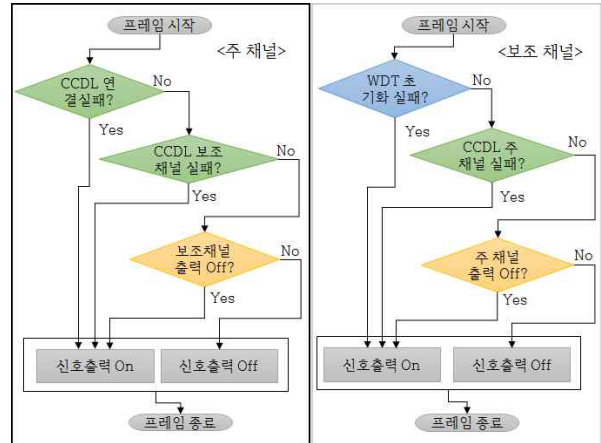 프레임 시작
<주 채널>
CCDL 연
결실패?
No
Yes
CCDL 보조
채널 실패?
No
Yes
보조채널
출력 Off?
No
Yes
신호출력 On
신호출력 Off
프레임 종료
프레임 시작
<보조 채널>
WDT 초
기화 실패?
No
Yes
CCDL 주
채널 실패?
No
Yes
주 채널
출력 Off?
No
Yes
신호출력 On
신호출력 Off
프레임 종료